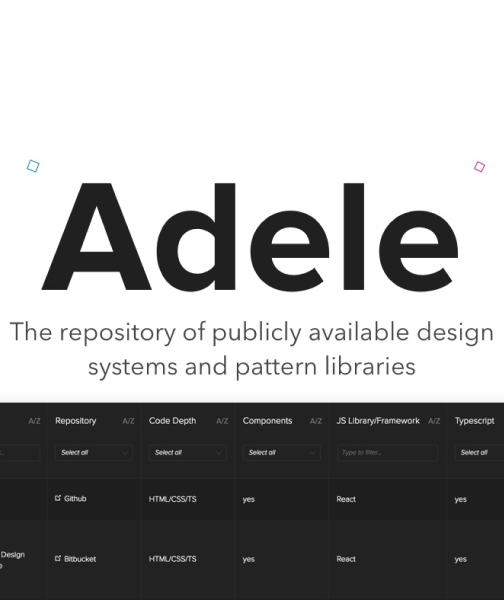 Adele
The repository of publicly available design
systems and pattern libraries
A/Z Repository A/Z Code Depth A/Z Components A/Z JS Library/Framework A/Z Typescript
Select all Select all Select all Type to filter... Select all
Github HTML/CSS/TS yes React yes
Design
Bitbucket HTML/CSS/TS yes React yes